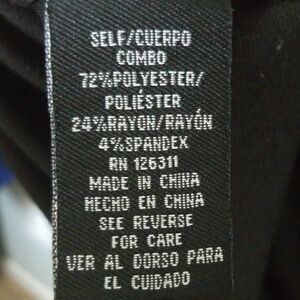 SELF/CUERPO
COMBO
72%POLYESTER/
POLIÉSTER
24%RAYON/RAYÓN
4%SPANDEX
RN 126311
MADE IN CHINA
HECHO EN CHINA
SEE REVERSE
FOR CARE
VER AL DORSO PARA
EL CUIDADO